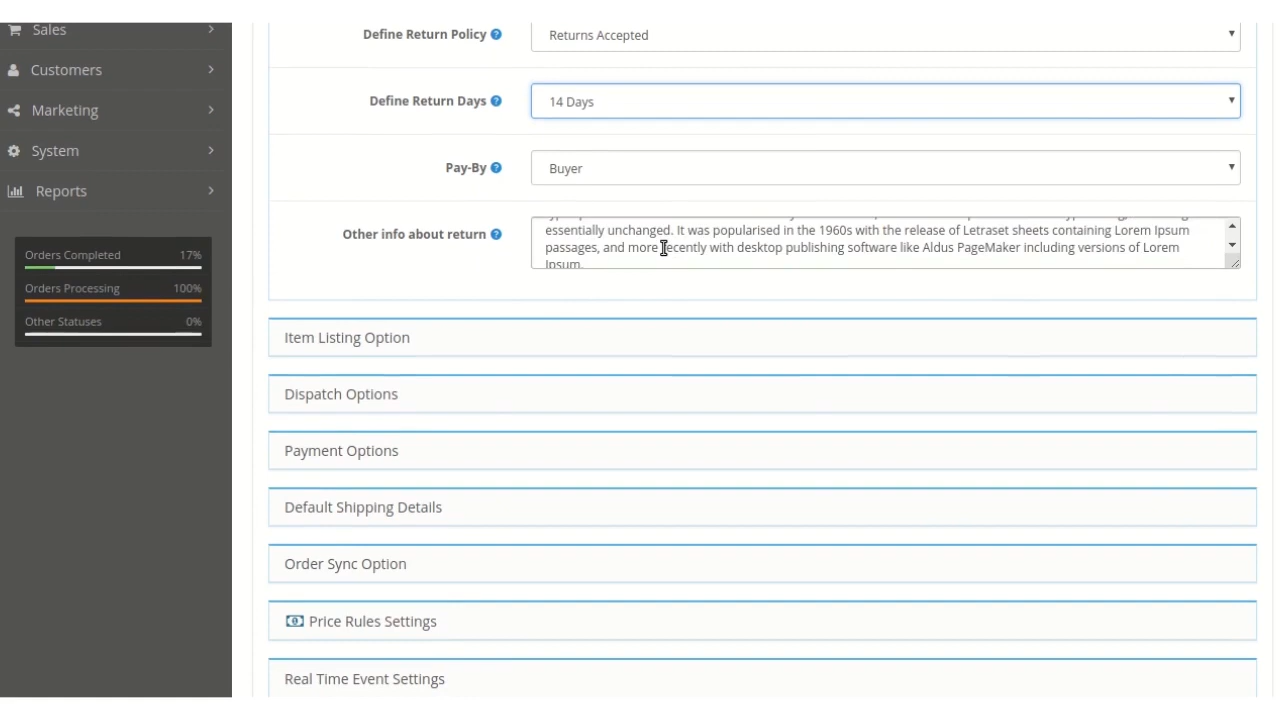 Sales
Customers
Marketing
System
Reports
Orders Completed 17%
Orders Processing 100%
Other Statuses 0%
Define Return Policy ? Returns Accepted
Define Return Days ? 14 Days
Pay-By ? Buyer
Other info about return ?
essentially unchanged. It was popularised in the 1960s with the release of Letraset sheets containing Lorem Ipsum
passages, and more recently with desktop publishing software like Aldus PageMaker including versions of Lorem
Ipsum.
Item Listing Option
Dispatch Options
Payment Options
Default Shipping Details
Order Sync Option
Price Rules Settings
Real Time Event Settings